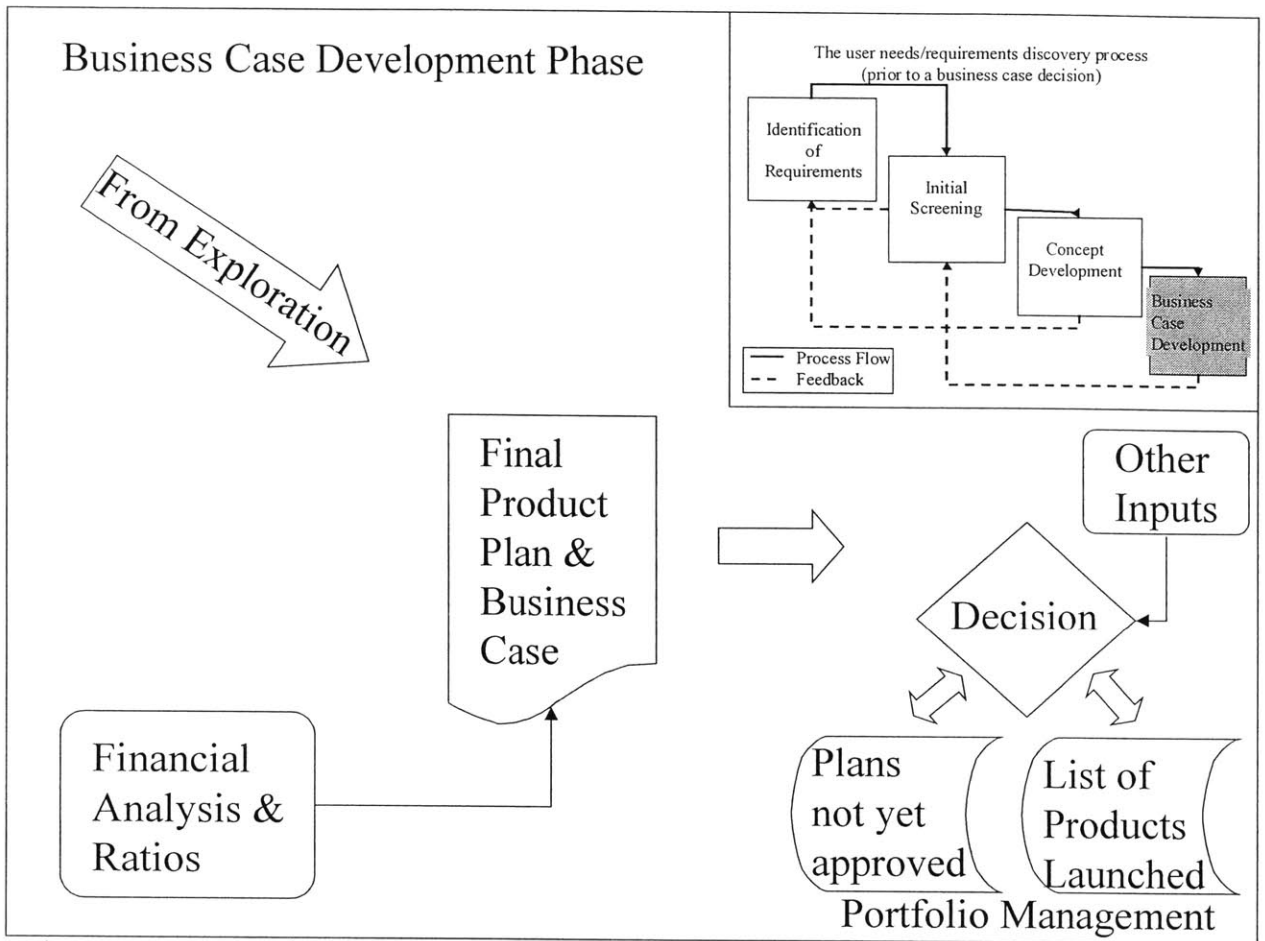 Business Case Development Phase
From Exploration
Final
Product
Plan &
Business
Case
Financial
Analysis &
Ratios
The user needs/requirements discovery process
(prior to a business case decision)
Identification
of
Requirements
Initial
Screening
Concept
Development
Business
Case
Development
Process Flow
Feedback
Other
Inputs
Decision
Plans
not yet
approved
List of
Products
Launched
Portfolio Management